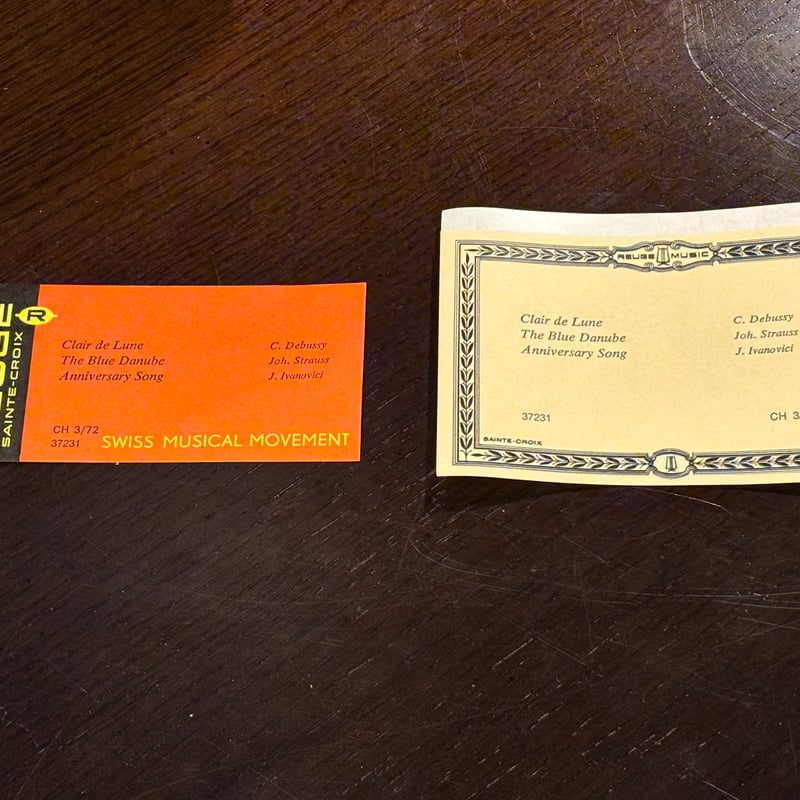 SAINTE-CROIX
R
Clair de Lune C. Debussy
The Blue Danube Joh. Strauss
Anniversary Song J. Ivanovici
CH 3/72
37231
SWISS MUSICAL MOVEMENT
REUGE MUSIC
Clair de Lune C. Debussy
The Blue Danube Joh. Strauss
Anniversary Song J. Ivanovici
37231 CH
SAINTE-CROIX